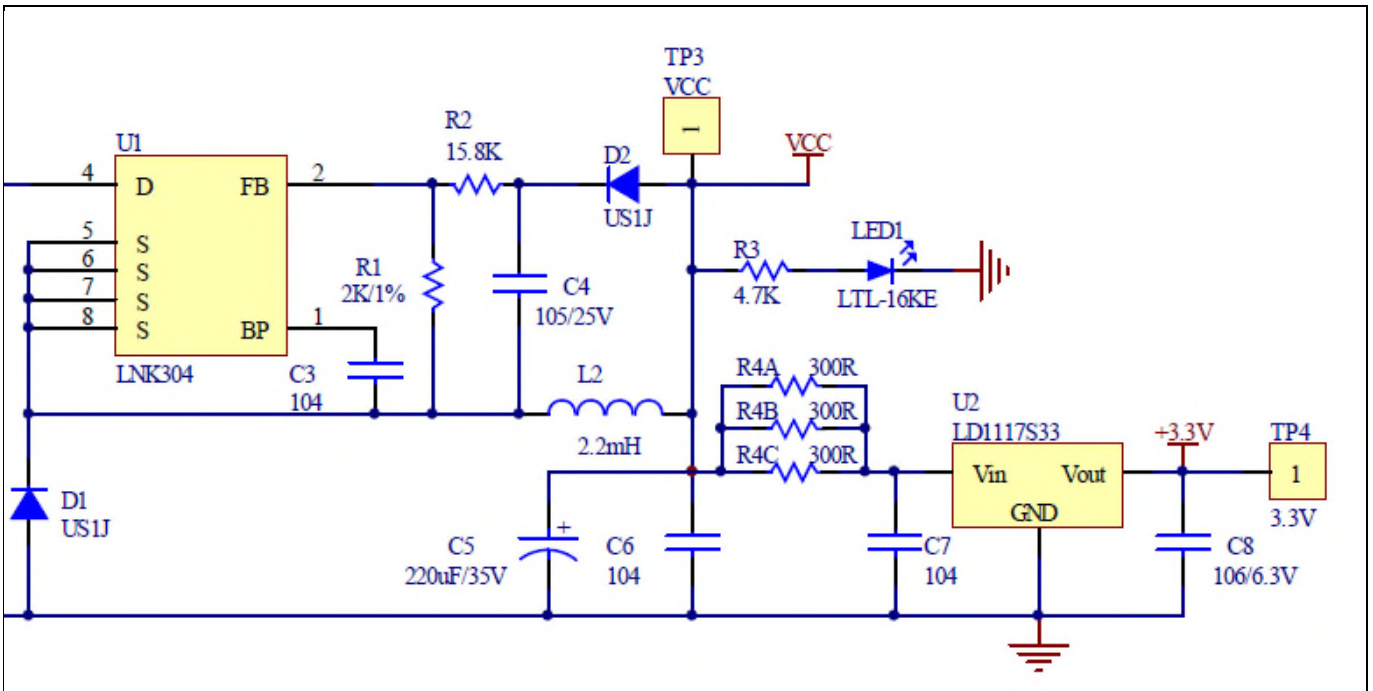 TP3
VCC
1
VCC
U1
4
D
FB
2
5
S
6
S
7
S
8
S
BP
1
LNK304
R2
15.8K
D2
US1J
R1
2K/1%
C4
105/25V
C3
104
R3
4.7K
LED1
LTL-16KE
L2
2.2mH
R4A
300R
R4B
300R
R4C
300R
U2
LD1117S33
Vin
Vout
GND
+3.3V
TP4
1
3.3V
D1
US1J
C5
+
220uF/35V
C6
104
C7
104
C8
106/6.3V